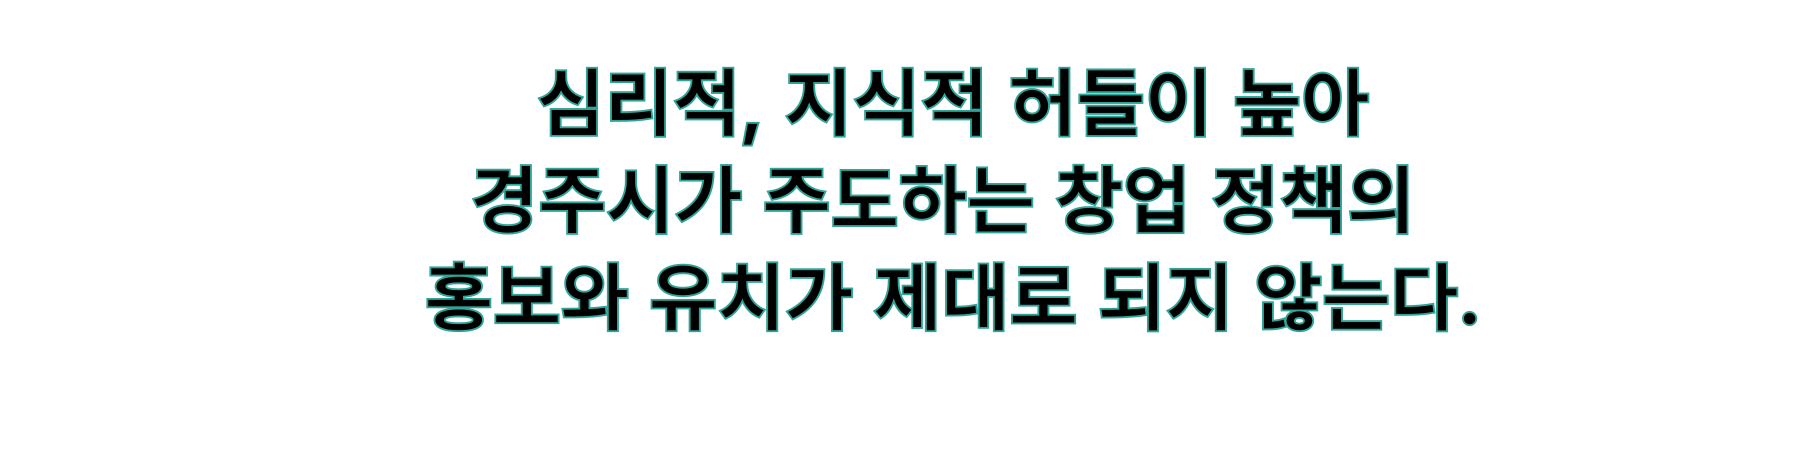 심리적, 지식적 허들이 높아
경주시가 주도하는 창업 정책의
홍보와 유치가 제대로 되지 않는다.